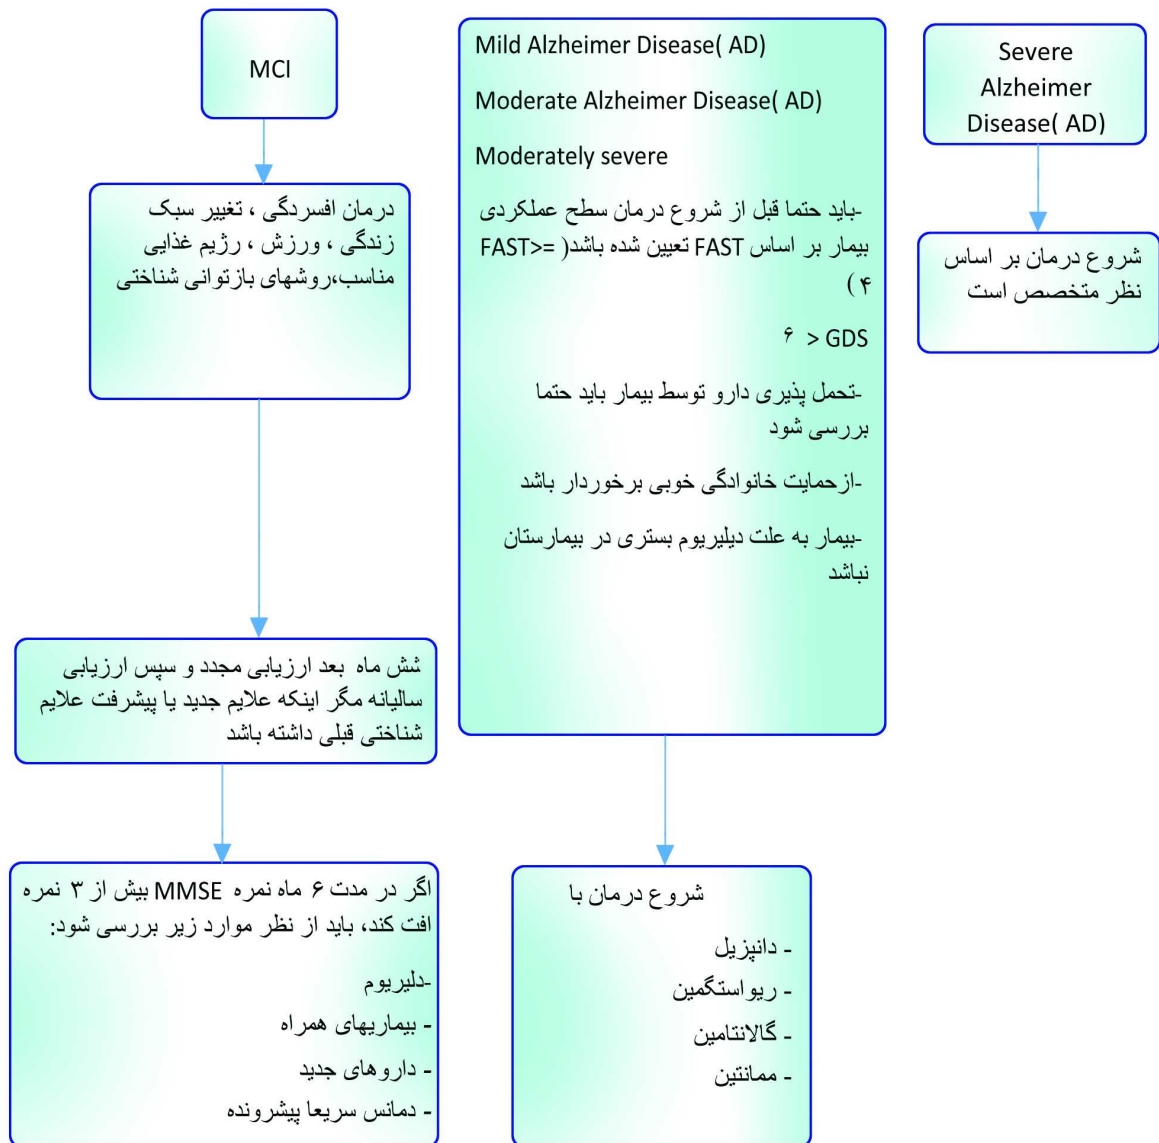 MCI
درمان افسردگی ، تغییر سبک
زندگی ، ورزش ، رژیم غذایی
مناسب،روشهای بازتوانی شناختی
شش ماه بعد ارزیابی مجدد و سپس ارزیابی
سالیانه مگر اینکه علایم جدید یا پیشرفت علایم
شناختی قبلی داشته باشد
اگر در مدت ۶ ماه نمره MMSE بیش از ۳ نمره
افت کند، باید از نظر موارد زیر بررسی شود:
-دلیریوم
- بیماریهای همراه
- داروهای جدید
- دمانس سریعا پیشرونده
Mild Alzheimer Disease( AD)
Moderate Alzheimer Disease( AD)
Moderately severe
-باید حتما قبل از شروع درمان سطح عملکردی
بیمار بر اساس FAST تعیین شده باشد( FAST>=
۴ )
۶ > GDS
-تحمل پذیری دارو توسط بیمار باید حتما
بررسی شود
-ازحمایت خانوادگی خوبی برخوردار باشد
-بیمار به علت دیلیریوم بستری در بیمارستان
نباشد
شروع درمان با
- دانپزیل
- ریواستگمین
- گالانتامین
- ممانتین
Severe
Alzheimer
Disease( AD)
شروع درمان بر اساس
نظر متخصص است